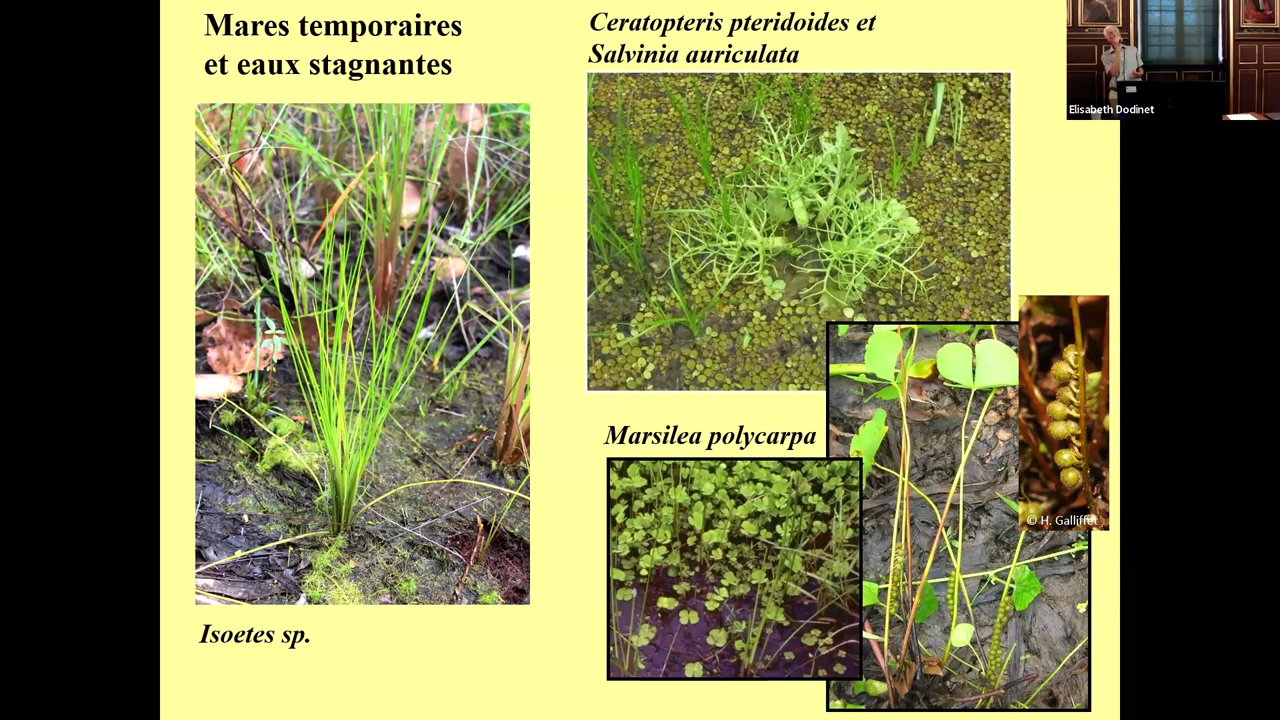 Mares temporaires
et eaux stagnantes
Ceratopteris pteridoides et
Salvinia auriculata
Elisabeth Dodinet
Marsilea polycarpa
© H. Galliffet
Isoetes sp.